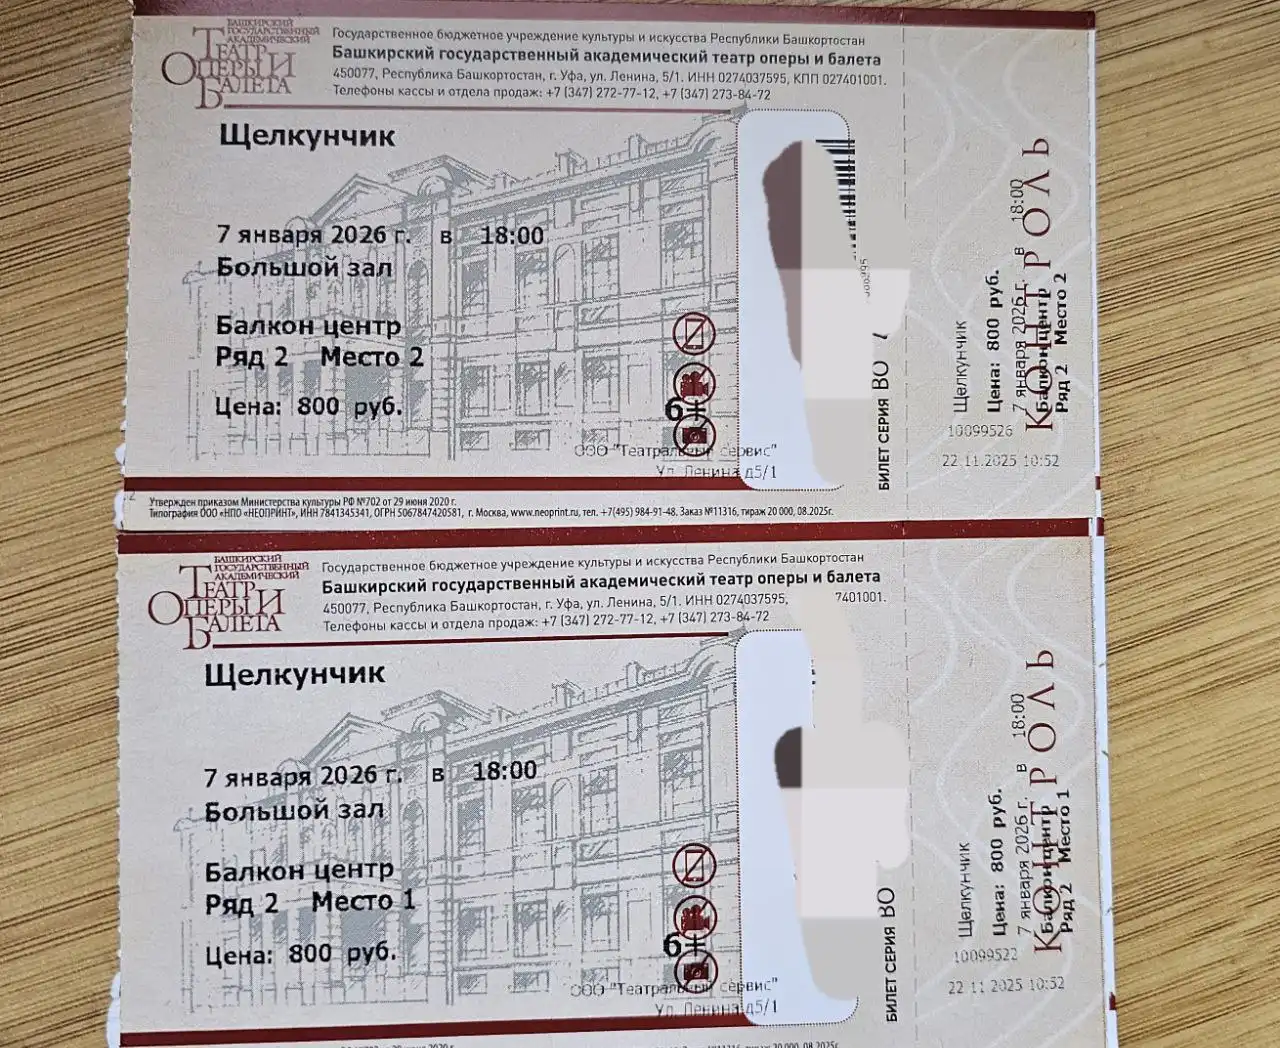 БАШКИРСКИЙ
ГОСУДАРСТВЕННЫЙ
АКАДЕМИЧЕСКИЙ
ТЕАТР
ОПЕРЫ И
БАЛЕТА
Государственное бюджетное учреждение культуры и искусства Республики Башкортостан
Башкирский государственный академический театр оперы и балета
450077, Республика Башкортостан, г. Уфа, ул. Ленина, 5/1. ИНН 0274037595, КПП 027401001.
Телефоны кассы и отдела продаж: +7 (347) 272-77-12, +7 (347) 273-84-72
Щелкунчик
7 января 2026 г. в 18:00
Большой зал
Балкон центр
Ряд 2 Место 2
Цена: 800 руб.
6+
ООО "Театральный сервис"
Ул. Ленина д5/1
БИЛЕТ СЕРИЯ ВО
Щелкунчик
Цена: 800 руб.
7 января 2026 г. в 18:00
Балкон центр
Ряд 2 Место 2
КОНТРОЛЬ
10099526
22.11.2025 10:52
Утвержден приказом Министерства культуры РФ №702 от 29 июня 2020 г.
Типография ООО «НПО «НЕОПРИНТ», ИНН 7841345341, ОГРН 5067847420581, г. Москва, www.neoprint.ru, тел. +7(495) 984-91-48. Заказ №11316, тираж 20 000, 08.2025г.
БАШКИРСКИЙ
ГОСУДАРСТВЕННЫЙ
АКАДЕМИЧЕСКИЙ
ТЕАТР
ОПЕРЫ И
БАЛЕТА
Государственное бюджетное учреждение культуры и искусства Республики Башкортостан
Башкирский государственный академический театр оперы и балета
450077, Республика Башкортостан, г. Уфа, ул. Ленина, 5/1. ИНН 0274037595, 7401001.
Телефоны кассы и отдела продаж: +7 (347) 272-77-12, +7 (347) 273-84-72
Щелкунчик
7 января 2026 г. в 18:00
Большой зал
Балкон центр
Ряд 2 Место 1
Цена: 800 руб.
6+
ООО "Театральный сервис"
Ул. Ленина д5/1
БИЛЕТ СЕРИЯ ВО
Щелкунчик
Цена: 800 руб.
7 января 2026 г. в 18:00
Балкон центр
Ряд 2 Место 1
КОНТРОЛЬ
10099522
22.11.2025 10:52